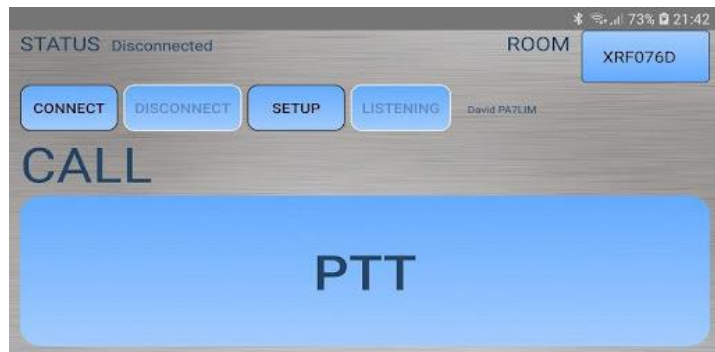 73% 21:42
STATUS Disconnected ROOM XRF076D
CONNECT DISCONNECT SETUP LISTENING David PA7LIM
CALL
PTT